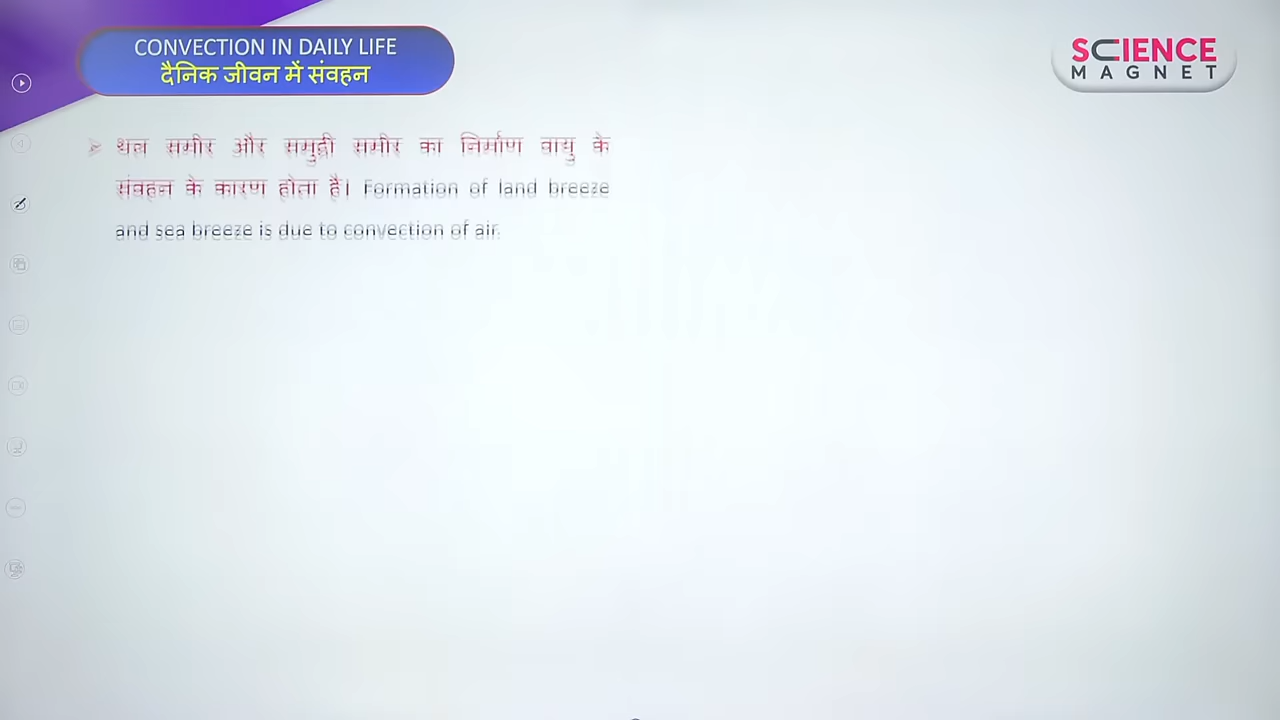 CONVECTION IN DAILY LIFE
दैनिक जीवन में संवहन
SCIENCE
MAGNET
➢ थल समीर और समुद्री समीर का निर्माण वायु के
संवहन के कारण होता है। Formation of land breeze
and sea breeze is due to convection of air.